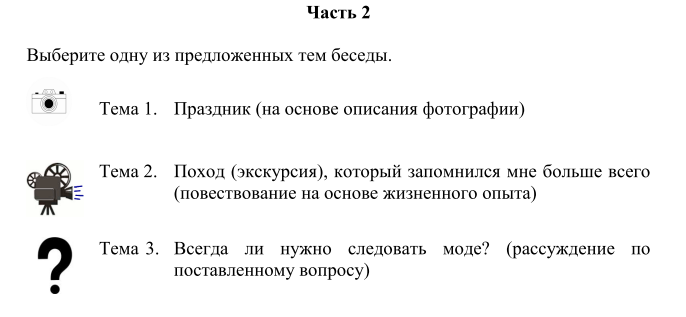 Часть 2
Выберите одну из предложенных тем беседы.
Тема 1. Праздник (на основе описания фотографии)
Тема 2. Поход (экскурсия), который запомнился мне больше всего
(повествование на основе жизненного опыта)
Тема 3. Всегда ли нужно следовать моде? (рассуждение по
поставленному вопросу)